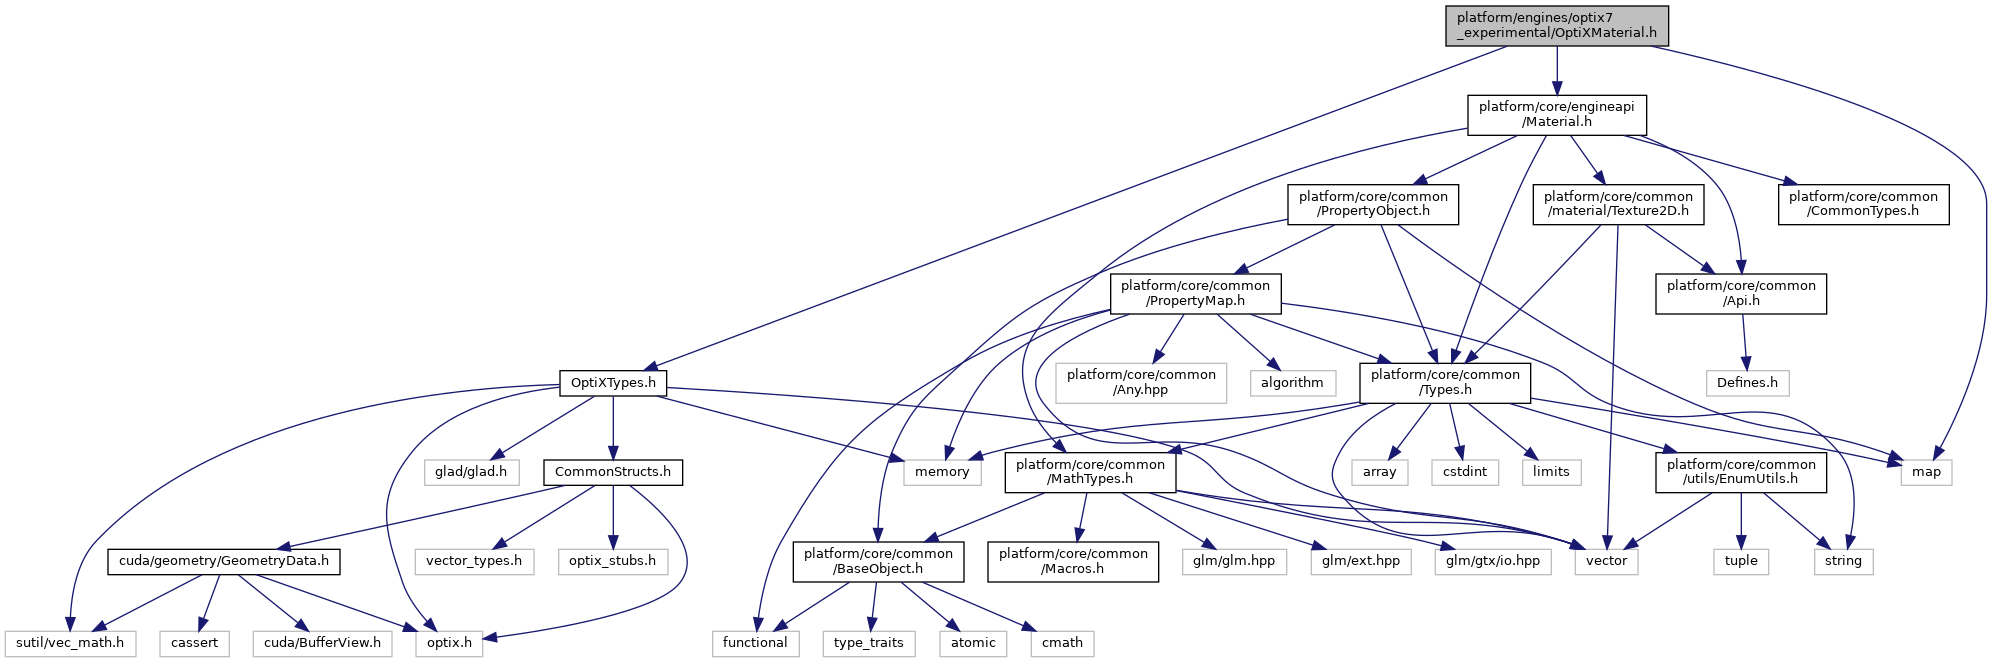 platform/engines/optix7
_experimental/OptiXMaterial.h
platform/core/engineapi
/Material.h
platform/core/common
/PropertyObject.h
platform/core/common
/material/Texture2D.h
platform/core/common
/CommonTypes.h
platform/core/common
/PropertyMap.h
platform/core/common
/Api.h
OptiXTypes.h
platform/core/common
/Any.hpp
algorithm
platform/core/common
/Types.h
Defines.h
glad/glad.h
CommonStructs.h
memory
platform/core/common
/MathTypes.h
array
cstdint
limits
platform/core/common
/utils/EnumUtils.h
map
cuda/geometry/GeometryData.h
vector_types.h
optix_stubs.h
platform/core/common
/BaseObject.h
platform/core/common
/Macros.h
glm/glm.hpp
glm/ext.hpp
glm/gtx/io.hpp
vector
tuple
string
sutil/vec_math.h
cassert
cuda/BufferView.h
optix.h
functional
type_traits
atomic
cmath